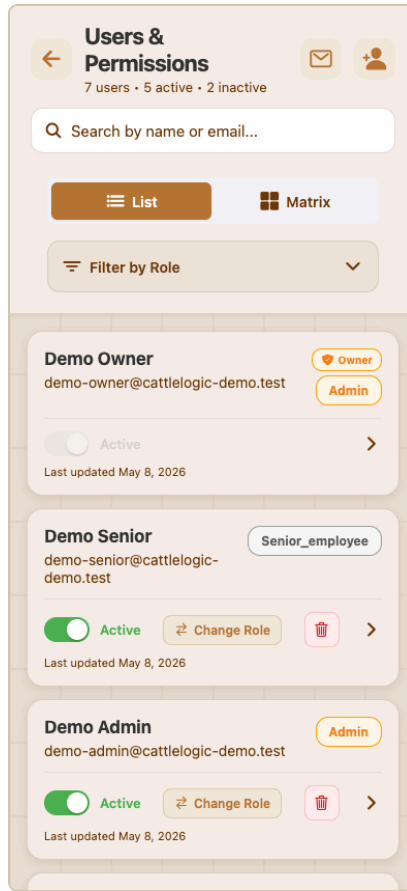 Users &
Permissions
7 users • 5 active • 2 inactive
Search by name or email...
List
Matrix
Filter by Role
Demo Owner
Owner
demo-owner@cattlelogic-demo.test
Admin
Active
Last updated May 8, 2026
Demo Senior
Senior_employee
demo-senior@cattlelogic-
demo.test
Active
Change Role
Last updated May 8, 2026
Demo Admin
Admin
demo-admin@cattlelogic-demo.test
Active
Change Role
Last updated May 8, 2026